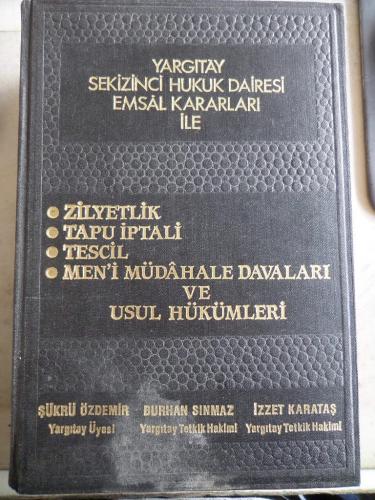 YARGITAY
SEKİZİNCİ HUKUK DAİRESİ
EMSÂL KARARLARI
İLE
● ZİLYETLİK
● TAPU İPTALİ
● TESCİL
● MEN'İ MÜDÂHALE DAVALARI
VE
USUL HÜKÜMLERİ
ŞÜKRÜ ÖZDEMİR BURHAN SINMAZ İZZET KARATAŞ
Yargıtay Üyesi Yargıtay Tetkik Hakimi Yargıtay Tetkik Hakimi